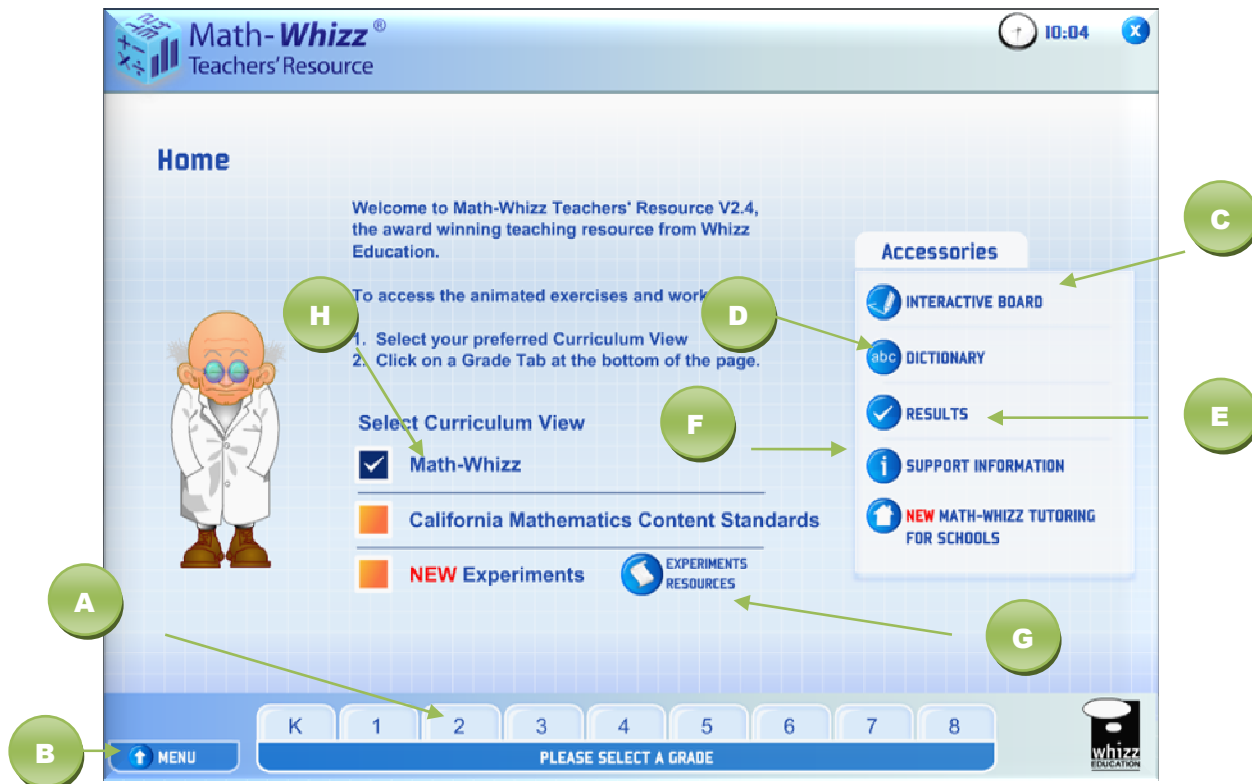 Math-Whizz®
Teachers' Resource
10:04
X
Home
Welcome to Math-Whizz Teachers' Resource V2.4,
the award winning teaching resource from Whizz
Education.
To access the animated exercises and work
1. Select your preferred Curriculum View
2. Click on a Grade Tab at the bottom of the page.
Select Curriculum View
Math-Whizz
California Mathematics Content Standards
NEW Experiments
EXPERIMENTS
RESOURCES
Accessories
INTERACTIVE BOARD
abc DICTIONARY
RESULTS
i SUPPORT INFORMATION
NEW MATH-WHIZZ TUTORING
FOR SCHOOLS
C
H
D
F
E
A
G
B
MENU
K 1 2 3 4 5 6 7 8
PLEASE SELECT A GRADE
whizz
EDUCATION